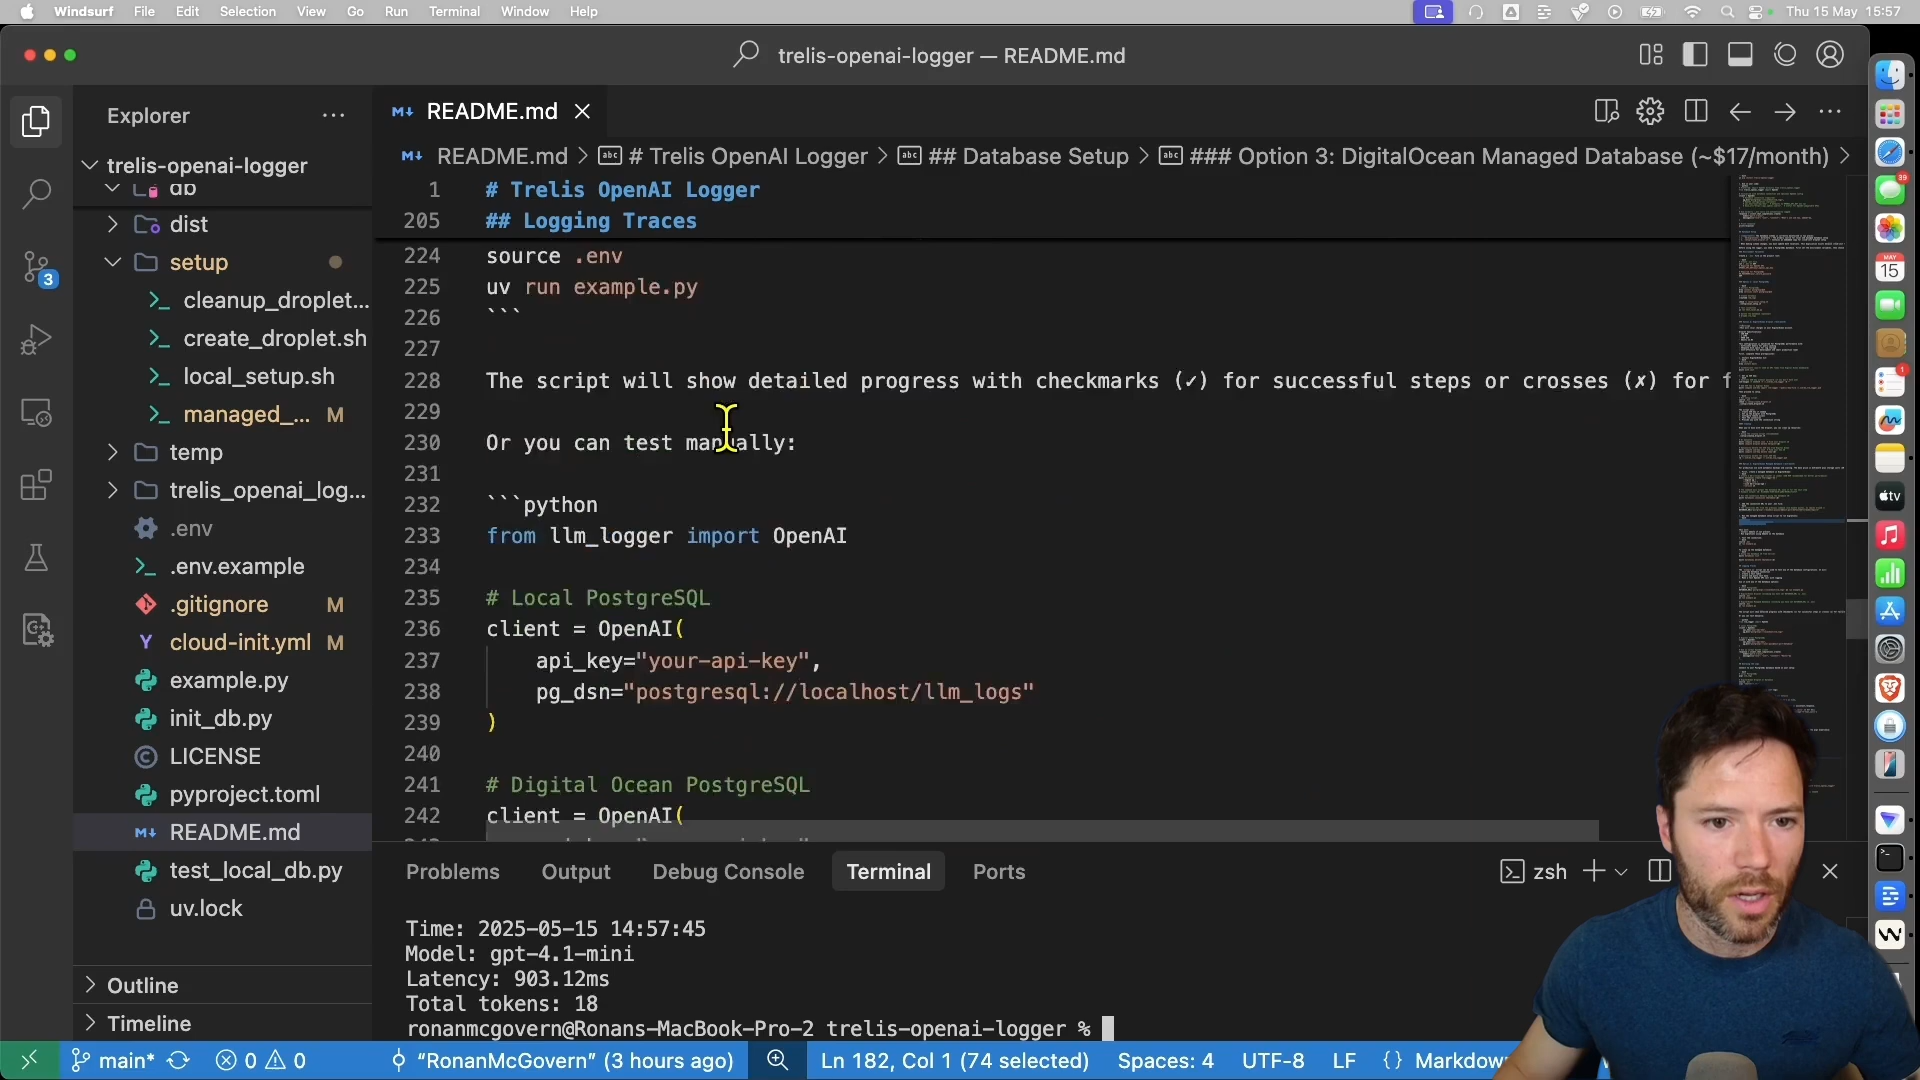 Windsurf File Edit Selection View Go Run Terminal Window Help Thu 15 May 15:57
trelis-openai-logger — README.md
Explorer
README.md
README.md > # Trelis OpenAI Logger > ## Database Setup > ### Option 3: DigitalOcean Managed Database (~$17/month) >
trelis-openai-logger
db
dist
setup
cleanup_droplet...
create_droplet.sh
local_setup.sh
managed_... M
temp
trelis_openai_log...
.env
.env.example
.gitignore M
cloud-init.yml M
example.py
init_db.py
LICENSE
pyproject.toml
README.md
test_local_db.py
uv.lock
Outline
Timeline
3
1 # Trelis OpenAI Logger
205 ## Logging Traces
224 source .env
225 uv run example.py
226 ```
227
228 The script will show detailed progress with checkmarks (✓) for successful steps or crosses (✗) for f
229
230 Or you can test manually:
231
232 ```python
233 from llm_logger import OpenAI
234
235 # Local PostgreSQL
236 client = OpenAI(
237 api_key="your-api-key",
238 pg_dsn="postgresql://localhost/llm_logs"
239 )
240
241 # Digital Ocean PostgreSQL
242 client = OpenAI(
Problems Output Debug Console Terminal Ports zsh
Time: 2025-05-15 14:57:45
Model: gpt-4.1-mini
Latency: 903.12ms
Total tokens: 18
ronanmcgovern@Ronans-MacBook-Pro-2 trelis-openai-logger %
main* 0 0 "RonanMcGovern" (3 hours ago) Ln 182, Col 1 (74 selected) Spaces: 4 UTF-8 LF {} Markdow
39
MAY
15
1
tv